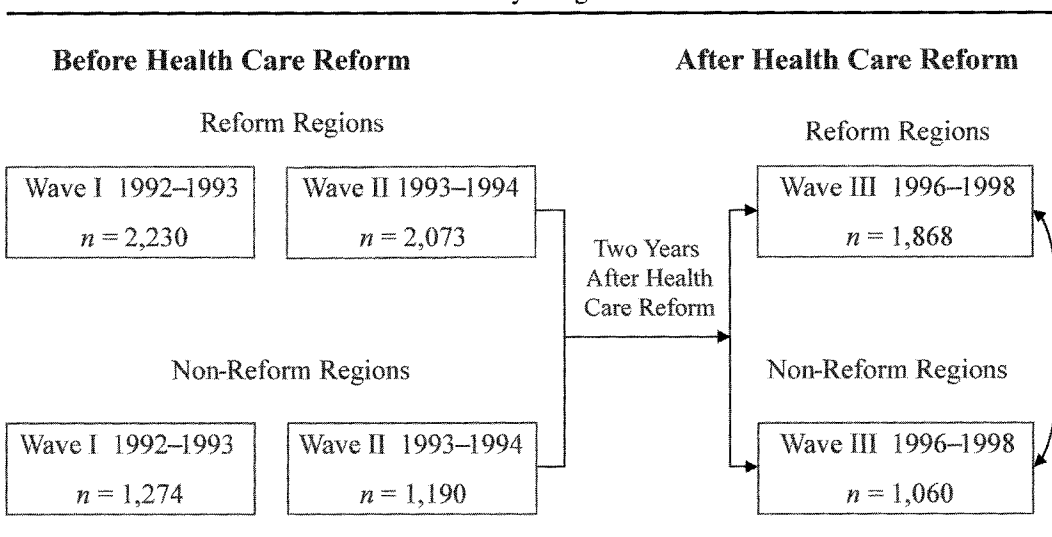 Before Health Care Reform
After Health Care Reform
Reform Regions
Reform Regions
Wave I 1992–1993
n = 2,230
Wave II 1993–1994
n = 2,073
Wave III 1996–1998
n = 1,868
Two Years
After Health
Care Reform
Non-Reform Regions
Non-Reform Regions
Wave I 1992–1993
n = 1,274
Wave II 1993–1994
n = 1,190
Wave III 1996–1998
n = 1,060